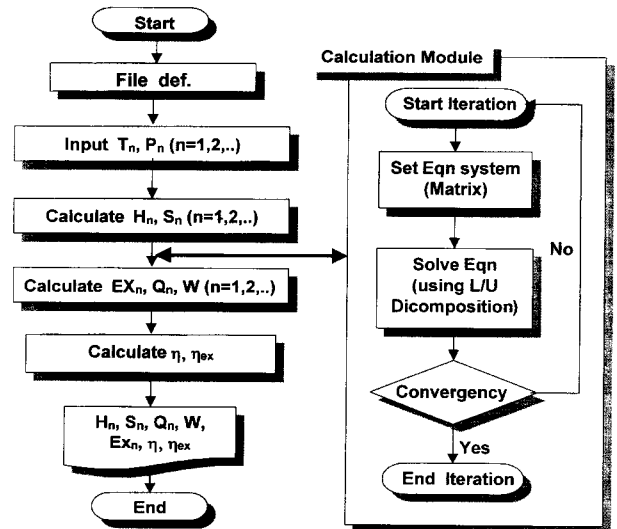 Start
File def.
Input Tn, Pn (n=1,2,..)
Calculate Hn, Sn (n=1,2,..)
Calculate EXn, Qn, W (n=1,2,..)
Calculate η, ηex
Hn, Sn, Qn, W,
Exn, η, ηex
End
Calculation Module
Start Iteration
Set Eqn system
(Matrix)
Solve Eqn
(using L/U
Dicomposition)
No
Convergency
Yes
End Iteration